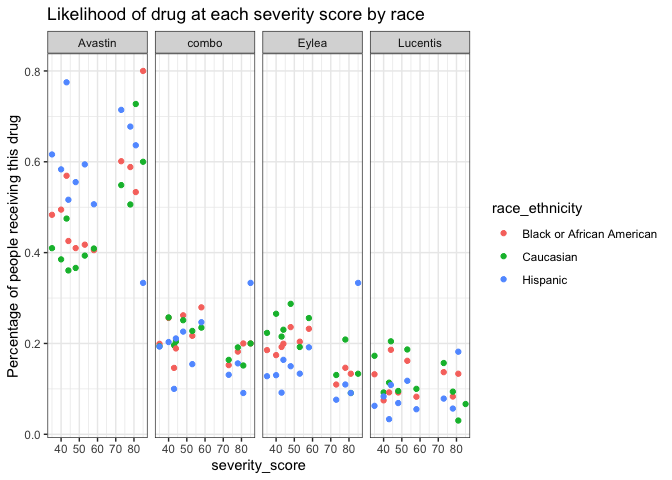 Likelihood of drug at each severity score by race
Avastin combo Eylea Lucentis
Percentage of people receiving this drug
0.8
0.6
0.4
0.2
0.0
40 50 60 70 80 40 50 60 70 80 40 50 60 70 80 40 50 60 70 80
severity_score
race_ethnicity
Black or African American
Caucasian
Hispanic